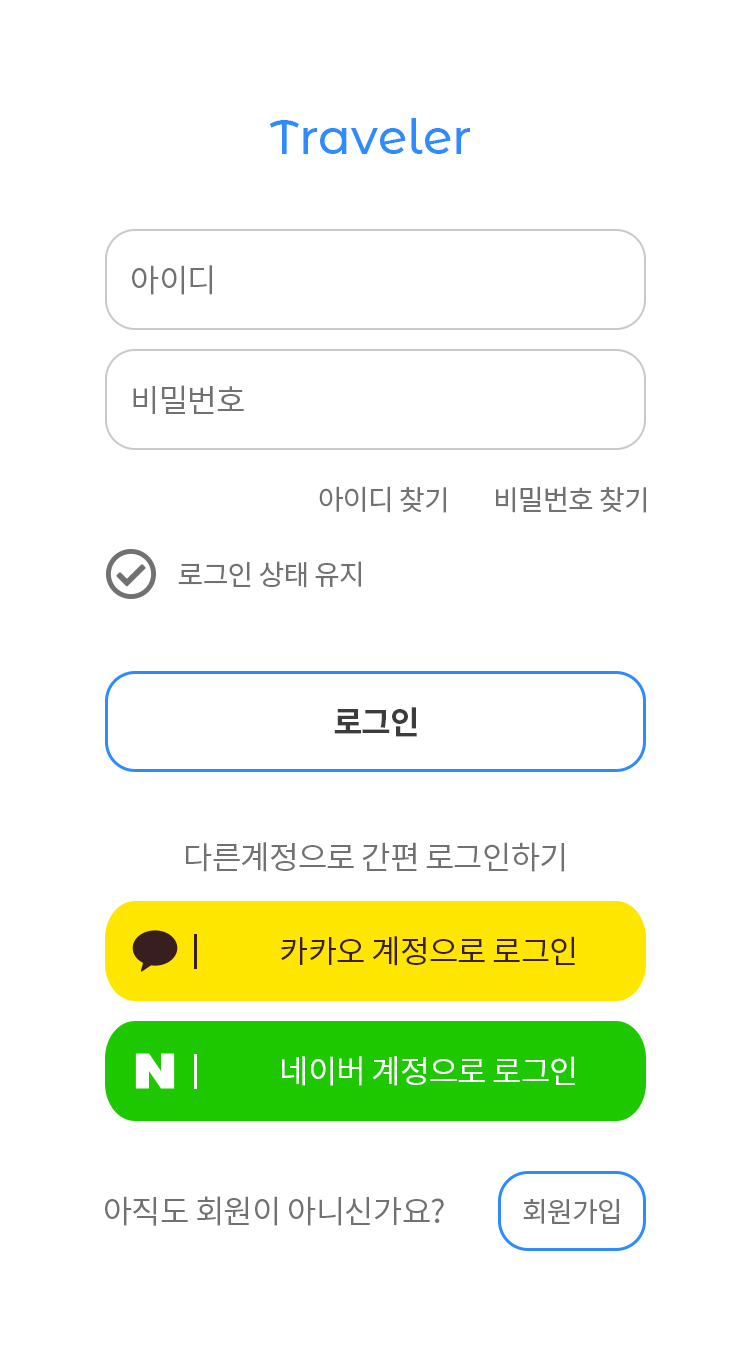 Traveler
아이디
비밀번호
아이디 찾기 비밀번호 찾기
로그인 상태 유지
로그인
다른계정으로 간편 로그인하기
카카오 계정으로 로그인
N 네이버 계정으로 로그인
아직도 회원이 아니신가요? 회원가입